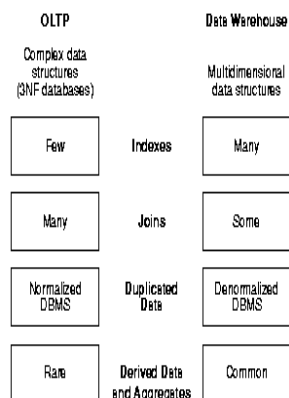 OLTP Data Warehouse
Complex data
structures
(3NF databases)
Multidimensional
data structures
Few Indexes Many
Many Joins Some
Normalized
DBMS
Duplicated
Data
Denormalized
DBMS
Rare Derived Data
and Aggregates
Common